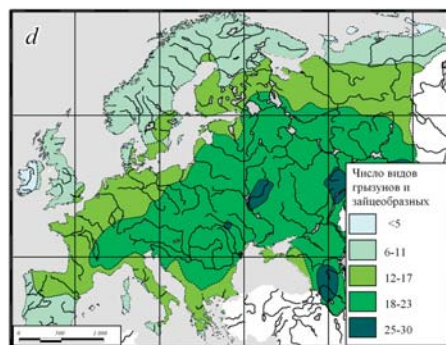 d
Число видов
грызунов и
зайцеобразных
<5
6-11
12-17
18-23
25-30
0 500 1 000